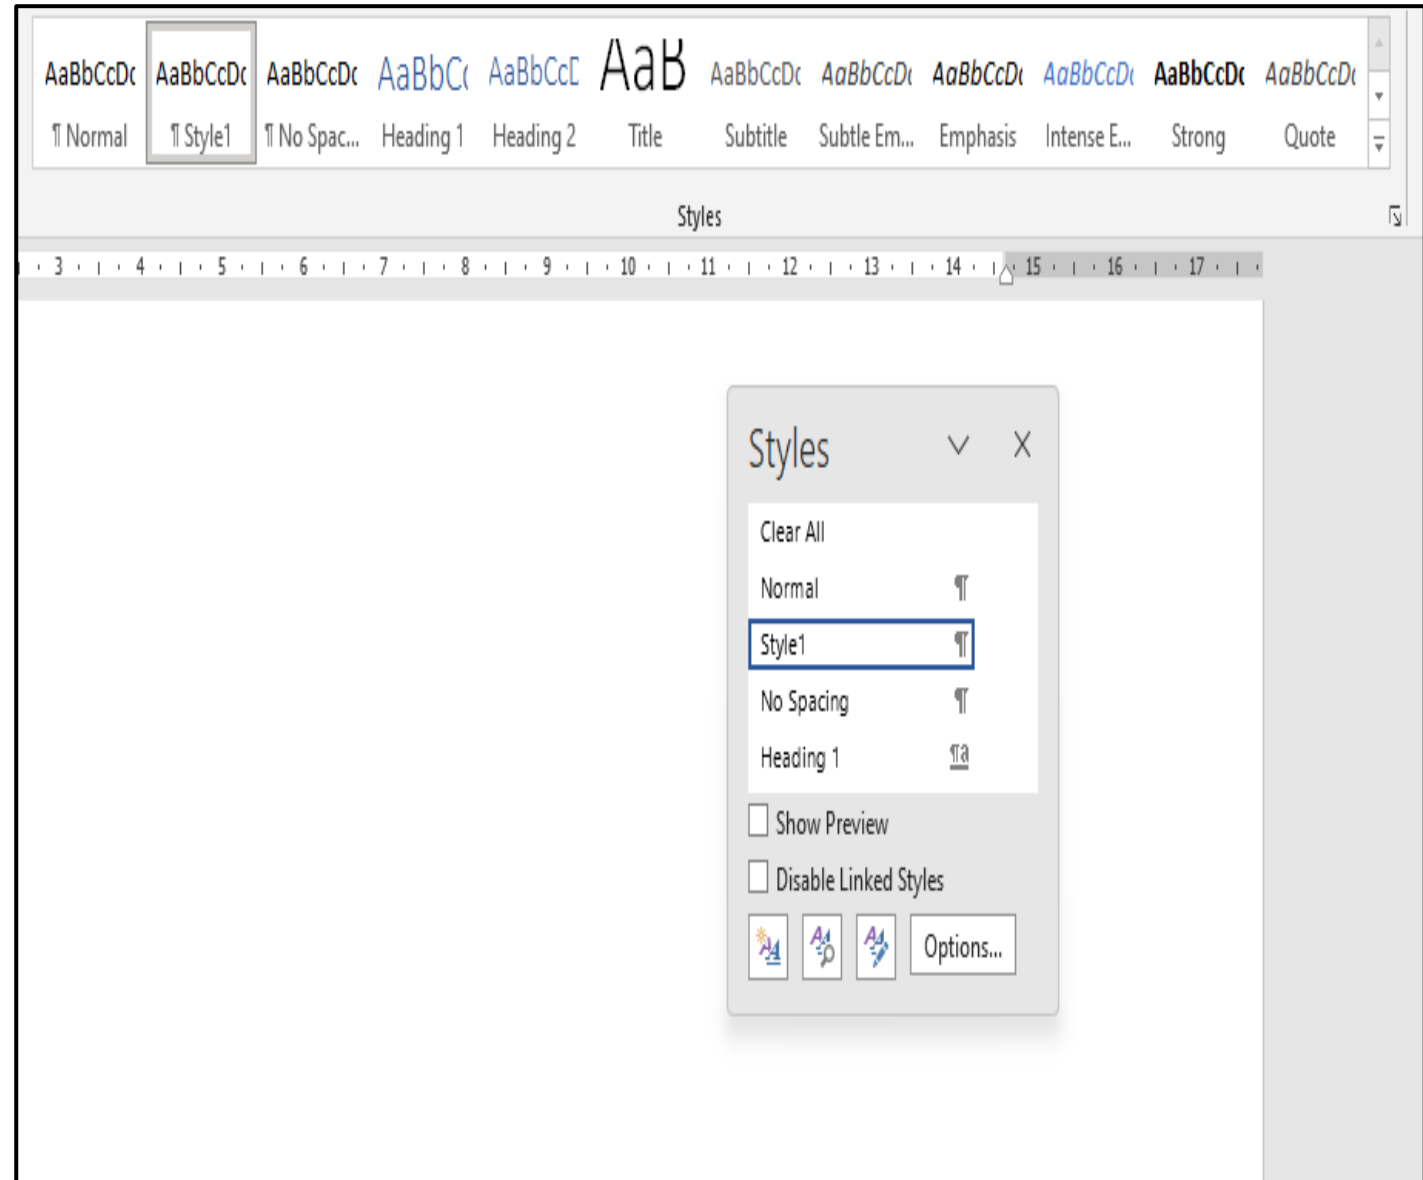 AaBbCcDc AaBbCcDc AaBbCcDc AaBbCc AaBbCcD AaB AaBbCcDc AaBbCcDc AaBbCcDc AaBbCcDc AaBbCcDc AaBbCcDc
¶ Normal ¶ Style1 ¶ No Spac... Heading 1 Heading 2 Title Subtitle Subtle Em... Emphasis Intense E... Strong Quote
Styles
3 4 5 6 7 8 9 10 11 12 13 14 15 16 17
Styles
Clear All
Normal ¶
Style1 ¶
No Spacing ¶
Heading 1 ¶a
Show Preview
Disable Linked Styles
Options...